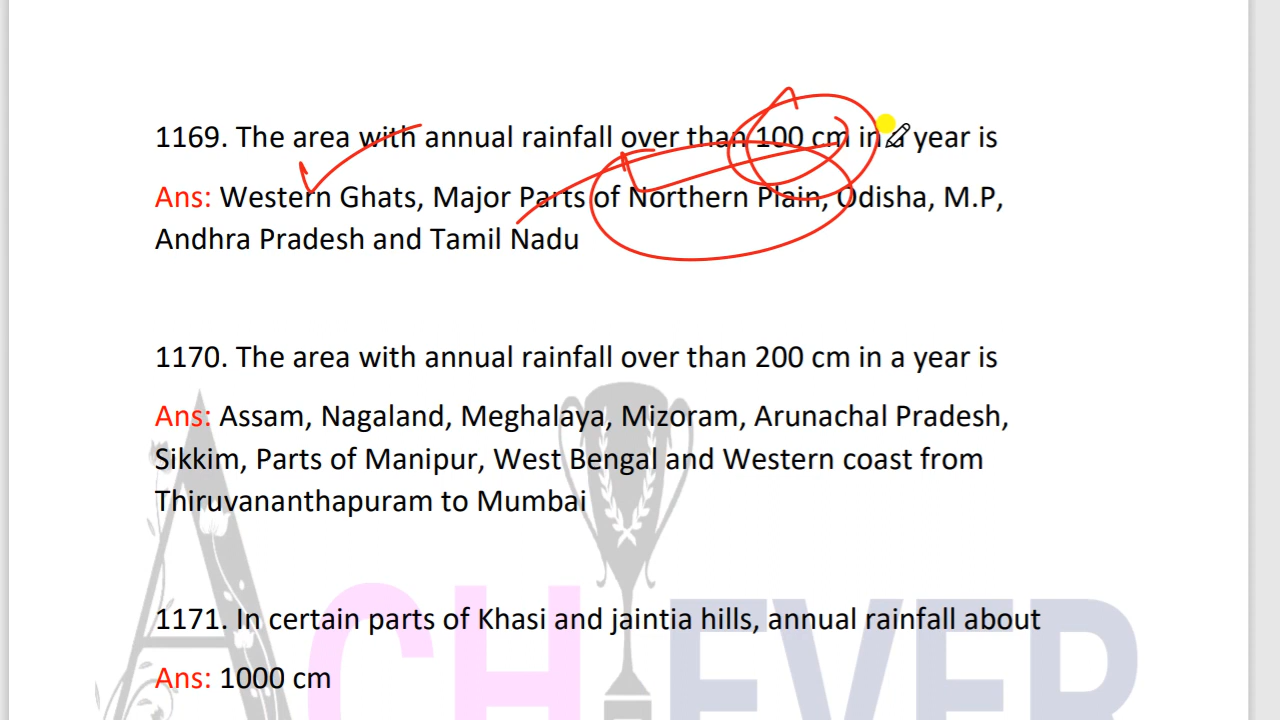 1169. The area with annual rainfall over than 100 cm in a year is
Ans: Western Ghats, Major Parts of Northern Plain, Odisha, M.P,
Andhra Pradesh and Tamil Nadu
1170. The area with annual rainfall over than 200 cm in a year is
Ans: Assam, Nagaland, Meghalaya, Mizoram, Arunachal Pradesh,
Sikkim, Parts of Manipur, West Bengal and Western coast from
Thiruvananthapuram to Mumbai
1171. In certain parts of Khasi and jaintia hills, annual rainfall about
Ans: 1000 cm
ACHIEVER